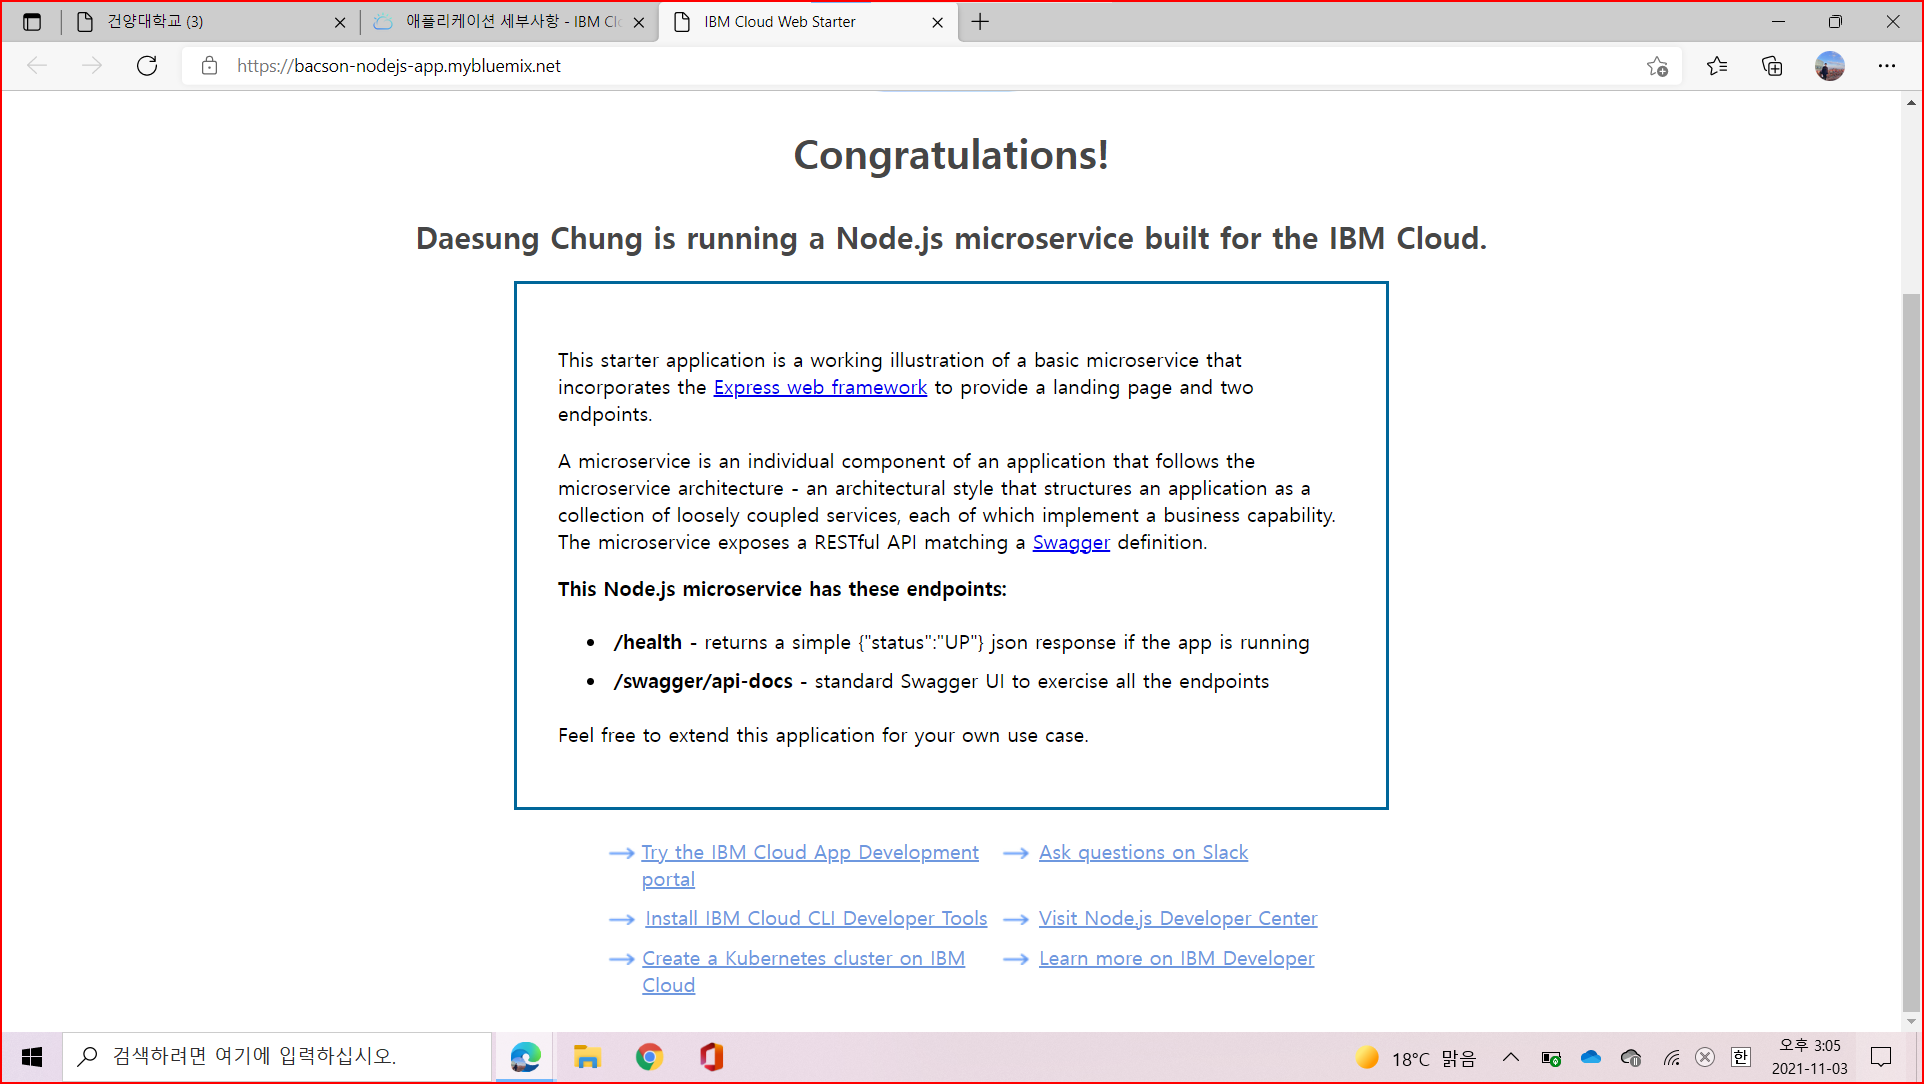 건양대학교 (3)
애플리케이션 세부사항 - IBM Clo
IBM Cloud Web Starter
https://bacson-nodejs-app.mybluemix.net
Congratulations!
Daesung Chung is running a Node.js microservice built for the IBM Cloud.
This starter application is a working illustration of a basic microservice that
incorporates the Express web framework to provide a landing page and two
endpoints.
A microservice is an individual component of an application that follows the
microservice architecture - an architectural style that structures an application as a
collection of loosely coupled services, each of which implement a business capability.
The microservice exposes a RESTful API matching a Swagger definition.
This Node.js microservice has these endpoints:
/health - returns a simple {"status":"UP"} json response if the app is running
/swagger/api-docs - standard Swagger UI to exercise all the endpoints
Feel free to extend this application for your own use case.
Try the IBM Cloud App Development
portal
Ask questions on Slack
Install IBM Cloud CLI Developer Tools
Visit Node.js Developer Center
Create a Kubernetes cluster on IBM
Cloud
Learn more on IBM Developer
검색하려면 여기에 입력하십시오.
18°C 맑음
한
오후 3:05
2021-11-03